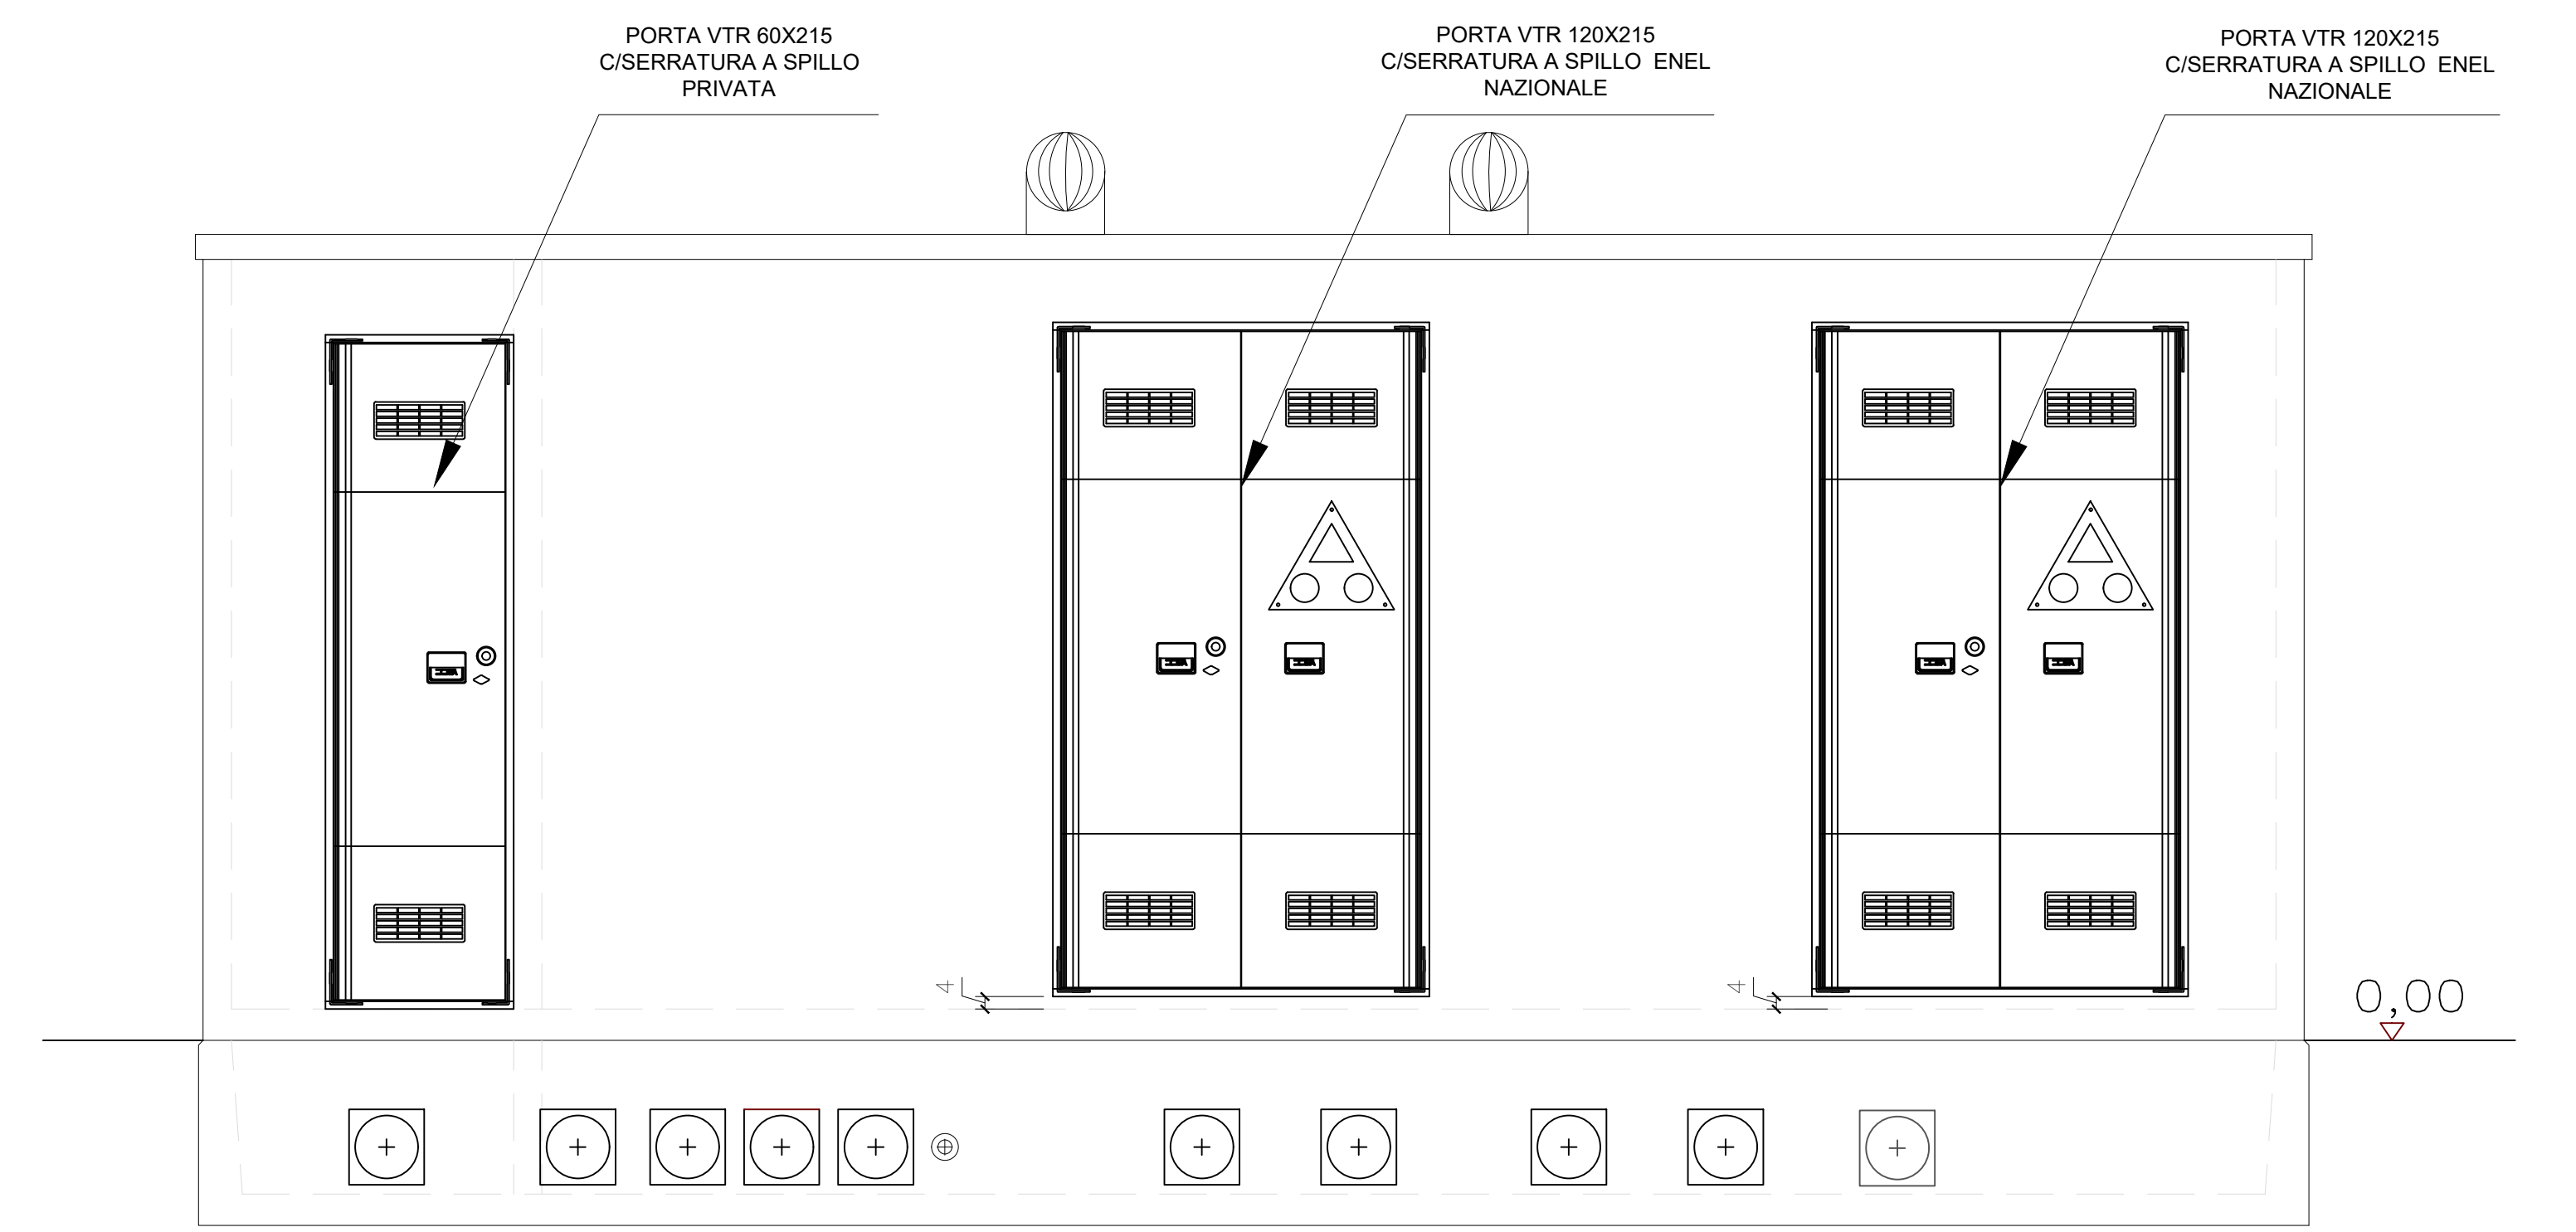 PORTA VTR 60X215
C/SERRATURA A SPILLO
PRIVATA
PORTA VTR 120X215
C/SERRATURA A SPILLO ENEL
NAZIONALE
PORTA VTR 120X215
C/SERRATURA A SPILLO ENEL
NAZIONALE
4
4
0,00